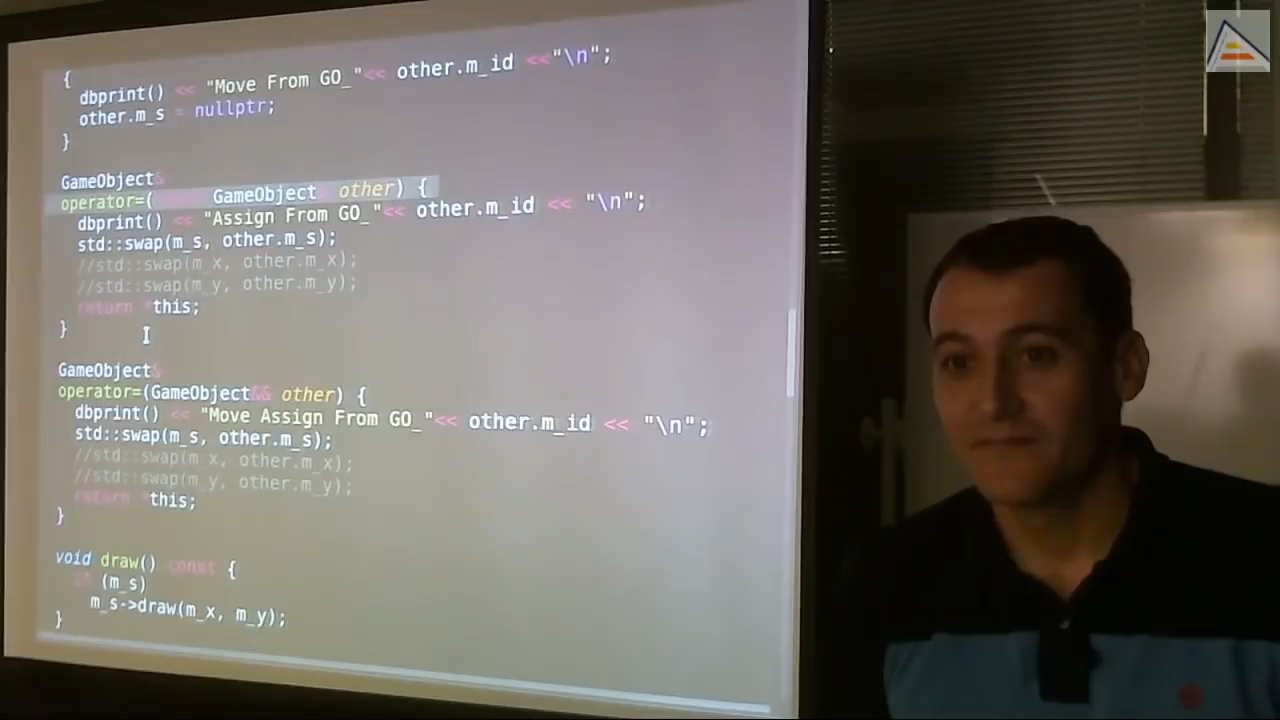 {
dbprint() << "Move From GO_"<< other.m_id <<"\n";
other.m_s = nullptr;
}
GameObject&
operator=( GameObject& other) {
dbprint() << "Assign From GO_"<< other.m_id << "\n";
std::swap(m_s, other.m_s);
//std::swap(m_x, other.m_x);
//std::swap(m_y, other.m_y);
return *this;
}
GameObject&
operator=(GameObject&& other) {
dbprint() << "Move Assign From GO_"<< other.m_id << "\n";
std::swap(m_s, other.m_s);
//std::swap(m_x, other.m_x);
//std::swap(m_y, other.m_y);
return *this;
}
void draw() const {
if (m_s)
m_s->draw(m_x, m_y);
}